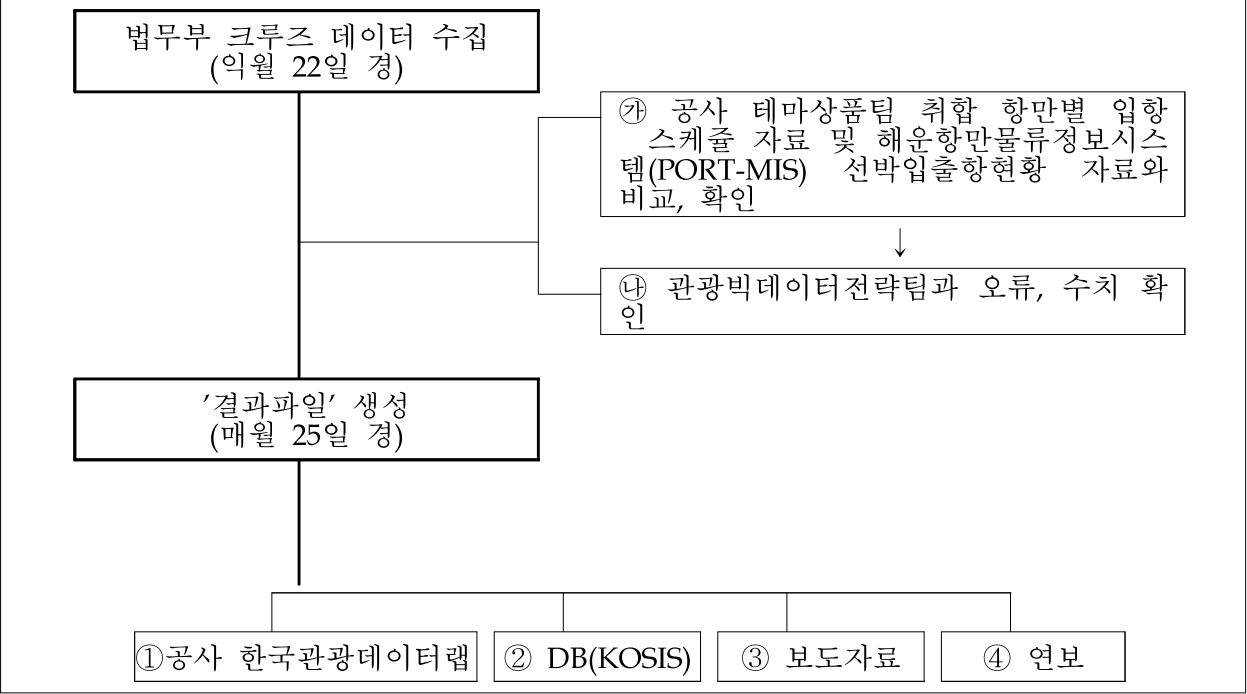 법무부 크루즈 데이터 수집
(익월 22일 경)
㉮ 공사 테마상품팀 취합 항만별 입항
스케쥴 자료 및 해운항만물류정보시스
템(PORT-MIS) 선박입출항현황 자료와
비교, 확인
↓
㉯ 관광빅데이터전략팀과 오류, 수치 확
인
'결과파일' 생성
(매월 25일 경)
①공사 한국관광데이터랩
② DB(KOSIS)
③ 보도자료
④ 연보